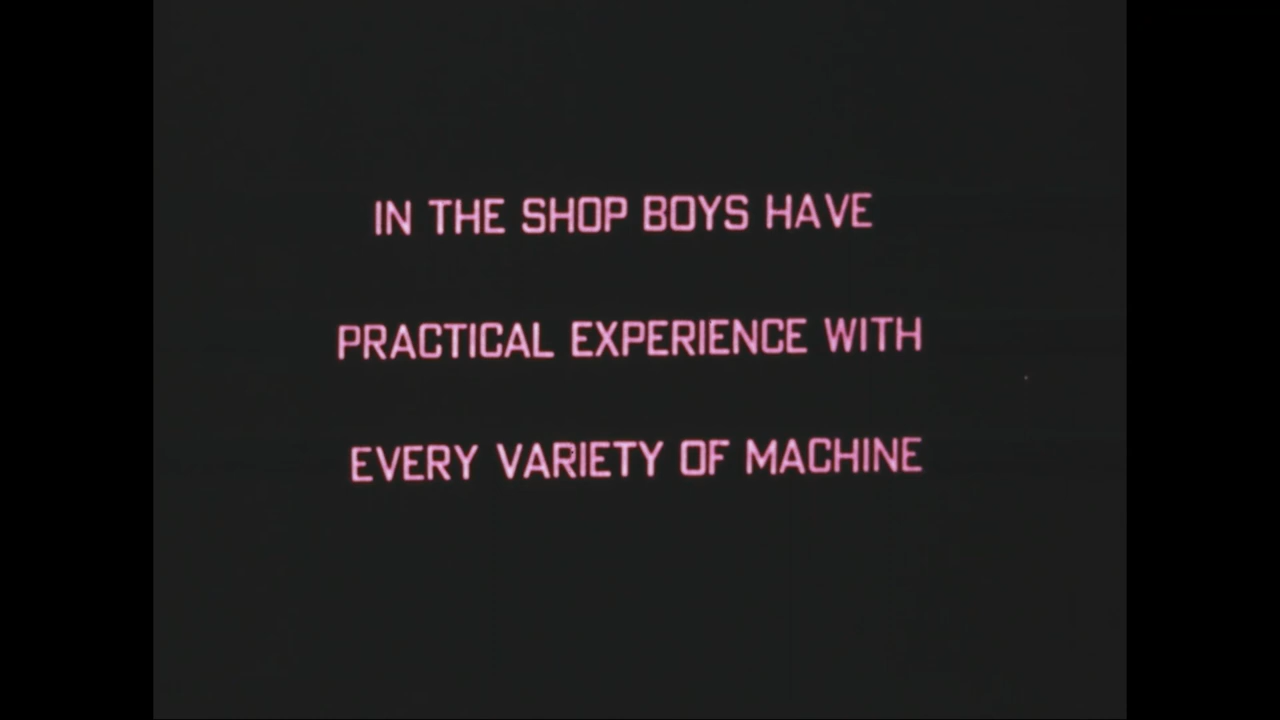 IN THE SHOP BOYS HAVE
PRACTICAL EXPERIENCE WITH
EVERY VARIETY OF MACHINE